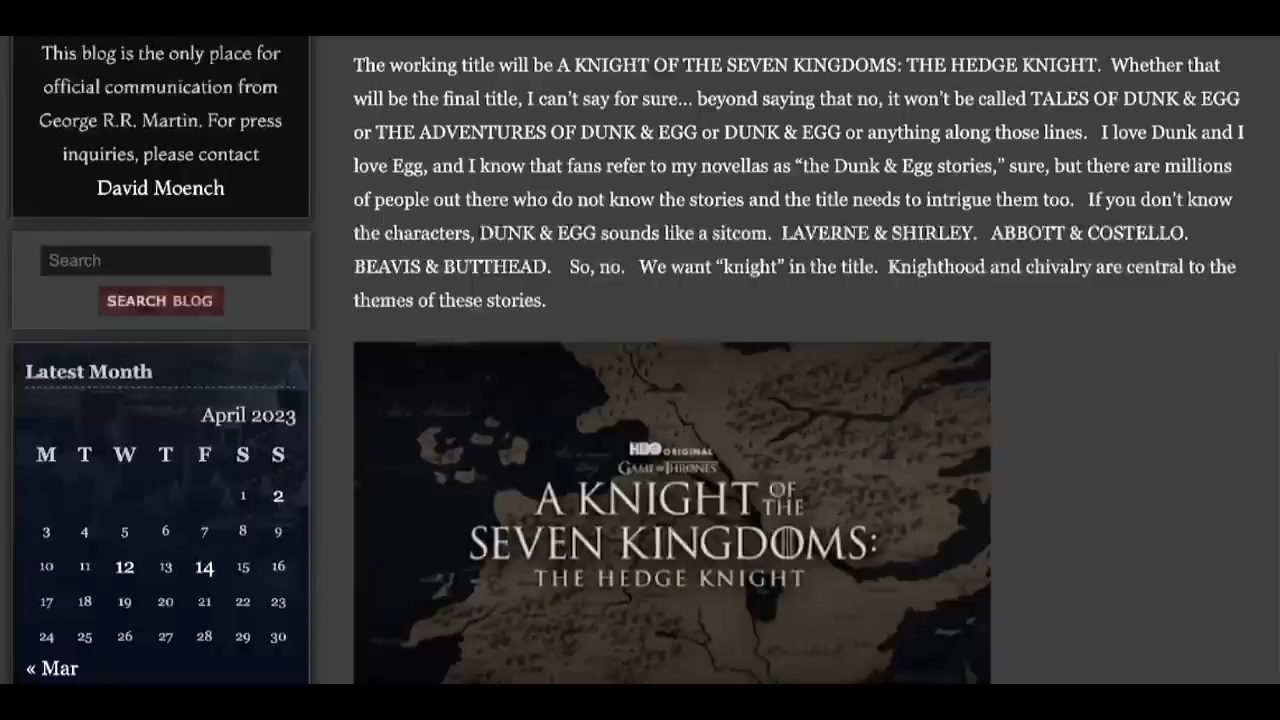 This blog is the only place for
official communication from
George R.R. Martin. For press
inquiries, please contact
David Moench
Search
SEARCH BLOG
Latest Month
April 2023
M T W T F S S
1 2
3 4 5 6 7 8 9
10 11 12 13 14 15 16
17 18 19 20 21 22 23
24 25 26 27 28 29 30
« Mar
The working title will be A KNIGHT OF THE SEVEN KINGDOMS: THE HEDGE KNIGHT. Whether that
will be the final title, I can’t say for sure… beyond saying that no, it won’t be called TALES OF DUNK & EGG
or THE ADVENTURES OF DUNK & EGG or DUNK & EGG or anything along those lines. I love Dunk and I
love Egg, and I know that fans refer to my novellas as “the Dunk & Egg stories,” sure, but there are millions
of people out there who do not know the stories and the title needs to intrigue them too. If you don’t know
the characters, DUNK & EGG sounds like a sitcom. LAVERNE & SHIRLEY. ABBOTT & COSTELLO.
BEAVIS & BUTTHEAD. So, no. We want “knight” in the title. Knighthood and chivalry are central to the
themes of these stories.
HBO ORIGINAL
GAME OF THRONES
A KNIGHT OF THE
SEVEN KINGDOMS:
THE HEDGE KNIGHT